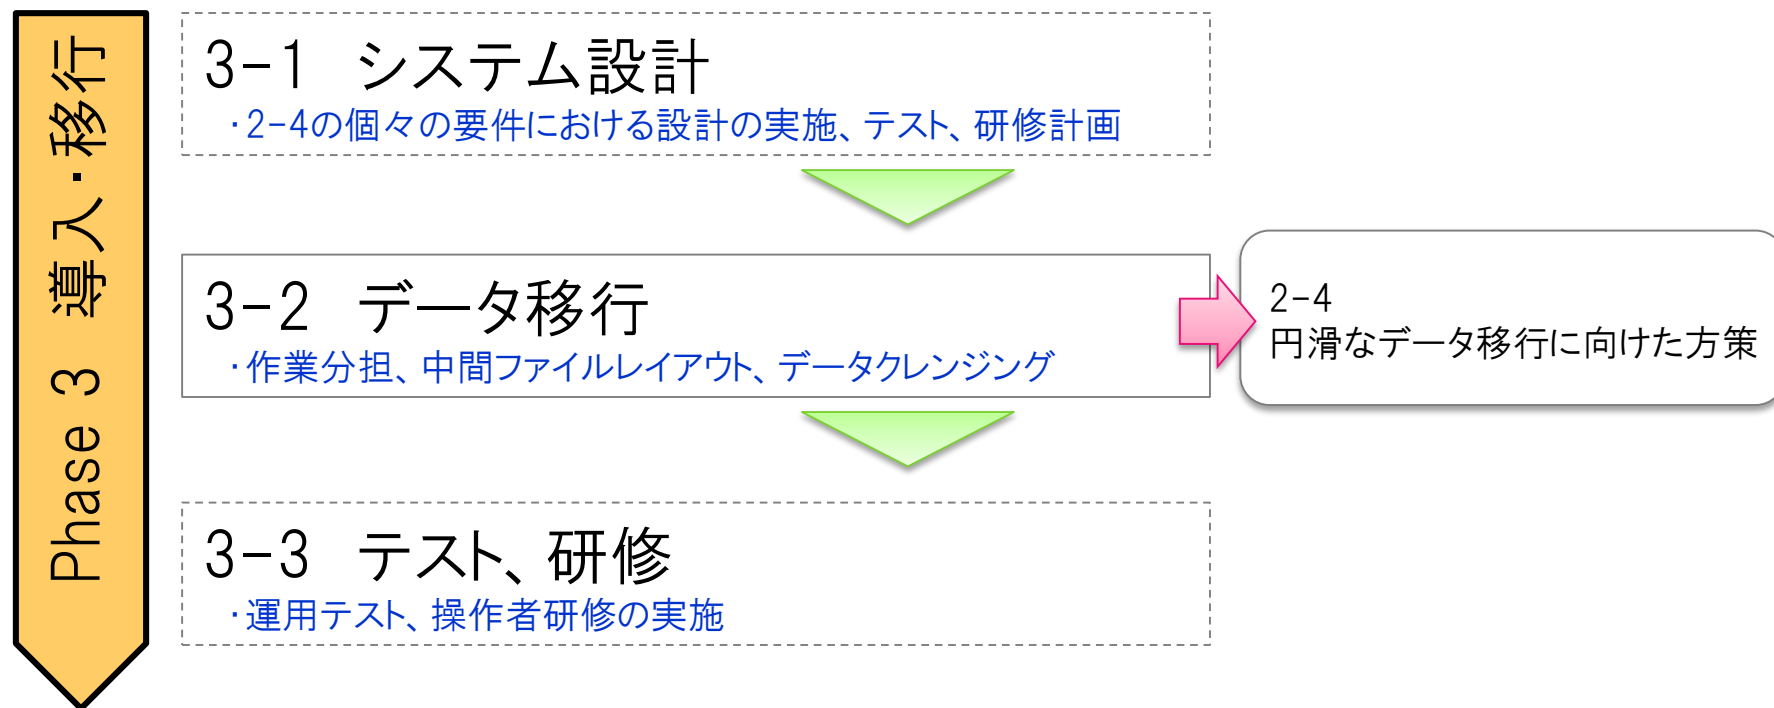 Phase 3 導入・移行
3-1 システム設計
・2-4の個々の要件における設計の実施、テスト、研修計画
3-2 データ移行
・作業分担、中間ファイルレイアウト、データクレンジング
2-4
円滑なデータ移行に向けた方策
3-3 テスト、研修
・運用テスト、操作者研修の実施